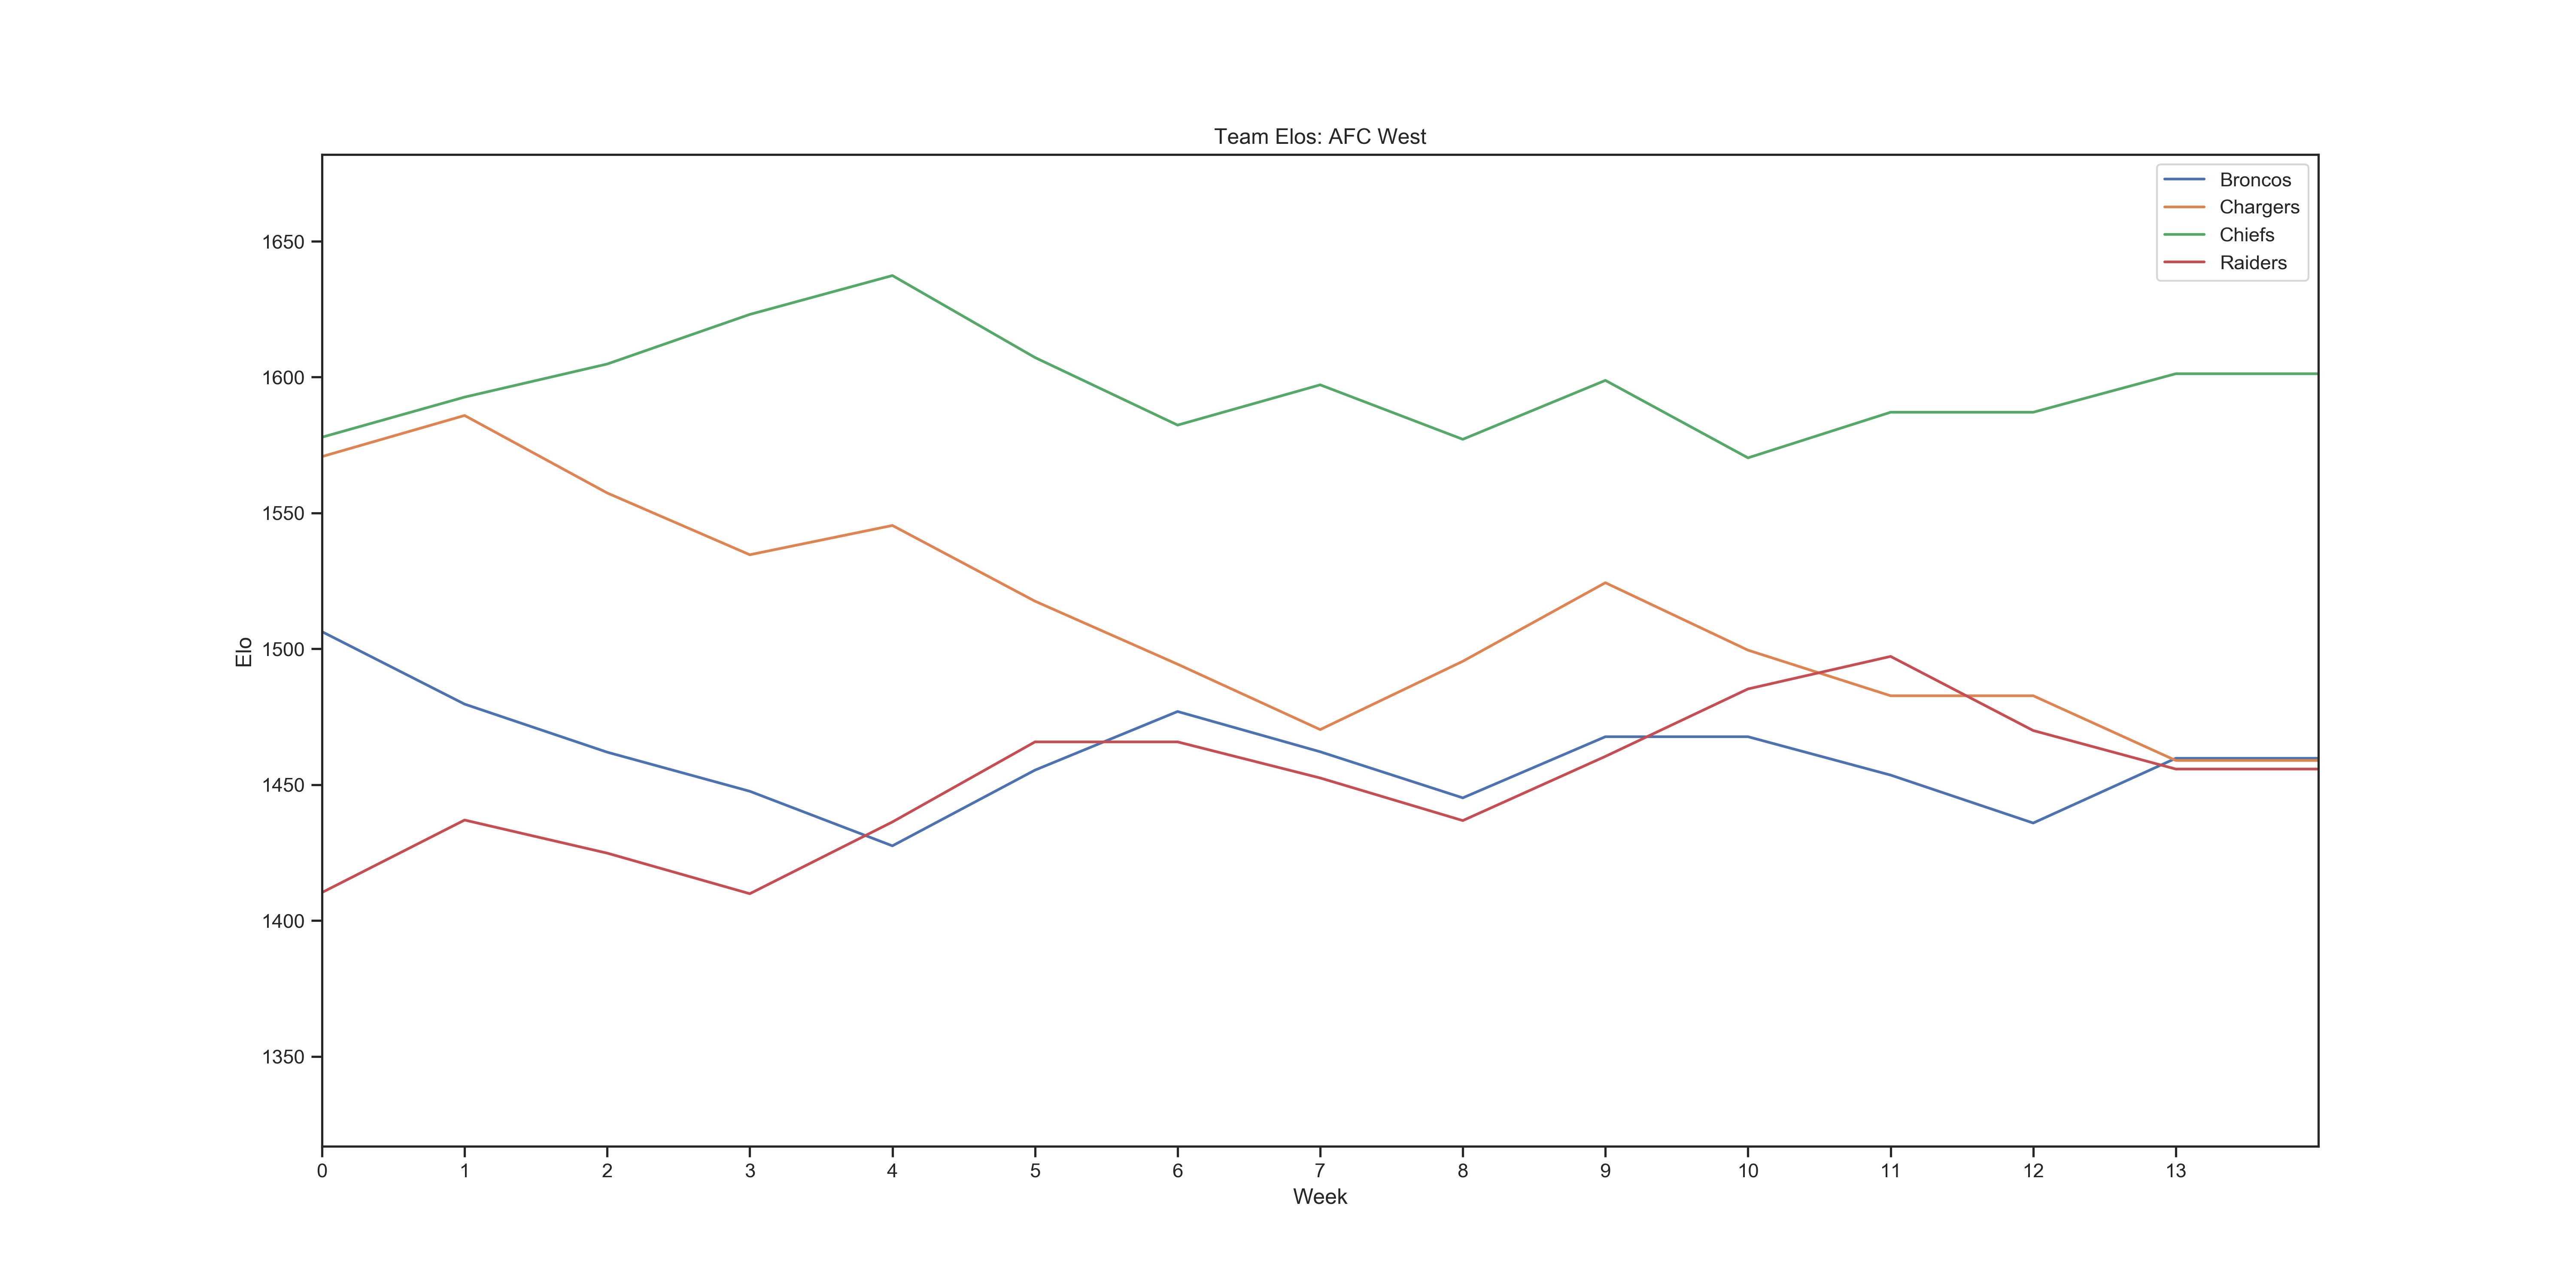 Team Elos: AFC West
Broncos
Chargers
Chiefs
Raiders
1650
1600
1550
1500
1450
1400
1350
Elo
0 1 2 3 4 5 6 7 8 9 10 11 12 13
Week